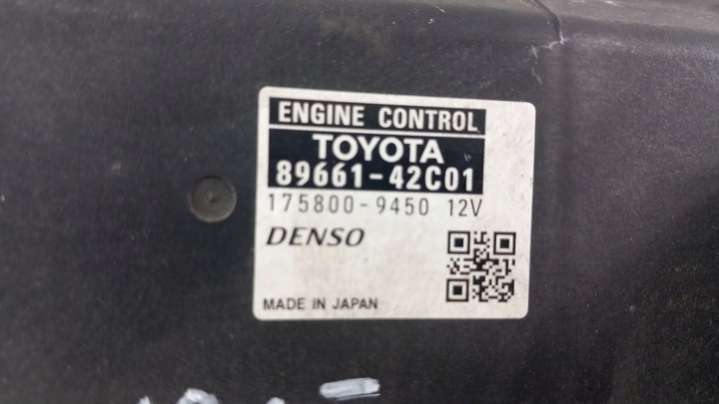 ENGINE CONTROL
TOYOTA
89661-42C01
175800-9450 12V
DENSO
MADE IN JAPAN